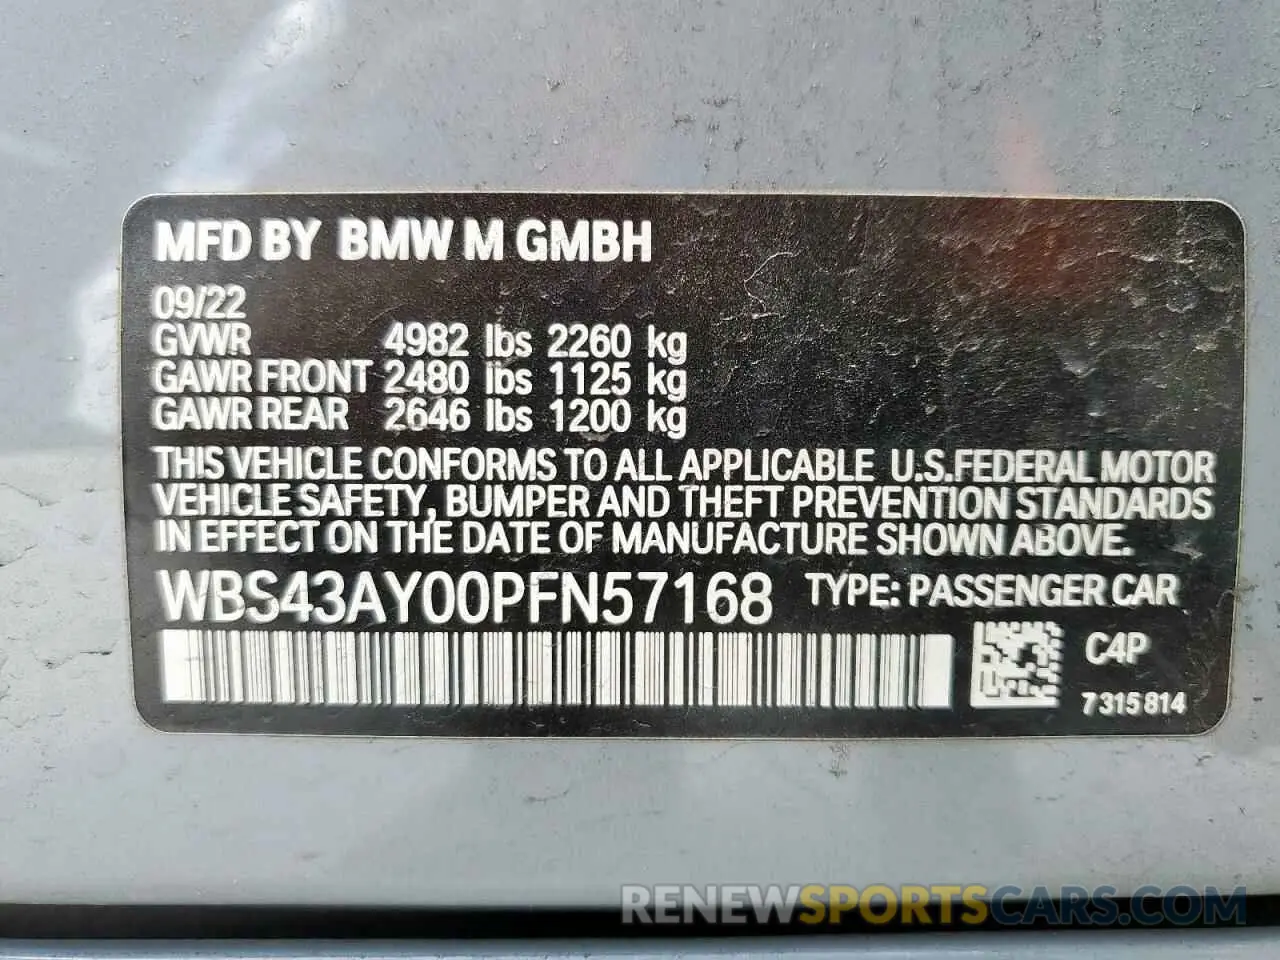 MFD BY BMW M GMBH
09/22
GVWR 4982 lbs 2260 kg
GAWR FRONT 2480 lbs 1125 kg
GAWR REAR 2646 lbs 1200 kg
THIS VEHICLE CONFORMS TO ALL APPLICABLE U.S.FEDERAL MOTOR
VEHICLE SAFETY, BUMPER AND THEFT PREVENTION STANDARDS
IN EFFECT ON THE DATE OF MANUFACTURE SHOWN ABOVE.
WBS43AY00PFN57168 TYPE: PASSENGER CAR
C4P
7315814
RENEWSPORTSCARS.COM